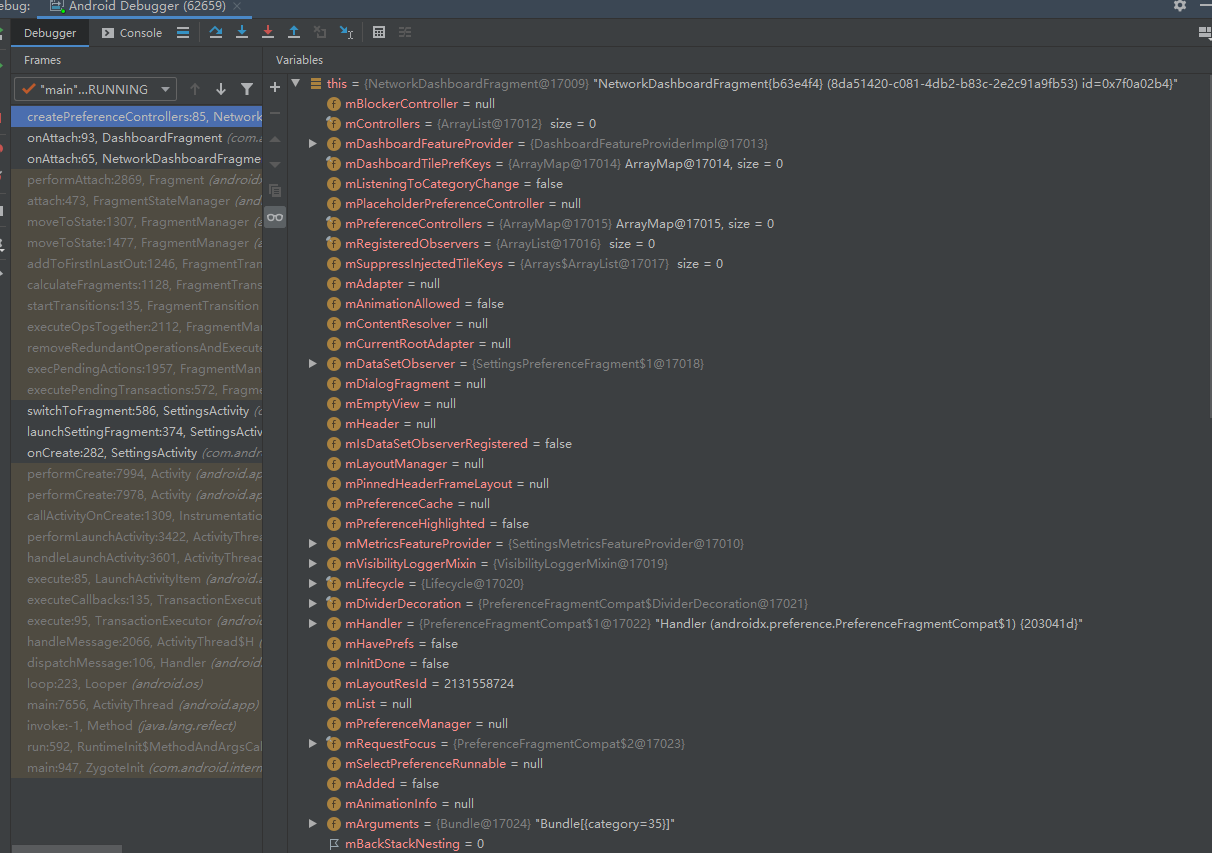 ebug: Android Debugger (62659)
Debugger Console
Frames
"main"...RUNNING
createPreferenceControllers:85, Network
onAttach:93, DashboardFragment (com.a
onAttach:65, NetworkDashboardFragme
performAttach:2869, Fragment (android
attach:473, FragmentStateManager (and
moveToState:1307, FragmentManager (a
moveToState:1477, FragmentManager (a
addToFirstInLastOut:1246, FragmentTran
calculateFragments:1128, FragmentTrans
startTransitions:135, FragmentTransition
executeOpsTogether:2112, FragmentMa
removeRedundantOperationsAndExecute
execPendingActions:1957, FragmentMan
executePendingTransactions:572, Fragme
switchToFragment:586, SettingsActivity (c
launchSettingFragment:374, SettingsActiv
onCreate:282, SettingsActivity (com.andr
performCreate:7994, Activity (android.ap
performCreate:7978, Activity (android.ap
callActivityOnCreate:1309, Instrumentatio
performLaunchActivity:3422, ActivityThrea
handleLaunchActivity:3601, ActivityThread
execute:85, LaunchActivityItem (android.a
executeCallbacks:135, TransactionExecut
execute:95, TransactionExecutor (androi
handleMessage:2066, ActivityThread$H (
dispatchMessage:106, Handler (android.
loop:223, Looper (android.os)
main:7656, ActivityThread (android.app)
invoke:-1, Method (java.lang.reflect)
run:592, RuntimeInit$MethodAndArgsCal
main:947, ZygoteInit (com.android.intern
Variables
this = {NetworkDashboardFragment@17009} "NetworkDashboardFragment{b63e4f4} (8da51420-c081-4db2-b83c-2e2c91a9fb53) id=0x7f0a02b4}"
mBlockerController = null
mControllers = {ArrayList@17012} size = 0
mDashboardFeatureProvider = {DashboardFeatureProviderImpl@17013}
mDashboardTilePrefKeys = {ArrayMap@17014} ArrayMap@17014, size = 0
mListeningToCategoryChange = false
mPlaceholderPreferenceController = null
mPreferenceControllers = {ArrayMap@17015} ArrayMap@17015, size = 0
mRegisteredObservers = {ArrayList@17016} size = 0
mSuppressInjectedTileKeys = {Arrays$ArrayList@17017} size = 0
mAdapter = null
mAnimationAllowed = false
mContentResolver = null
mCurrentRootAdapter = null
mDataSetObserver = {SettingsPreferenceFragment$1@17018}
mDialogFragment = null
mEmptyView = null
mHeader = null
mIsDataSetObserverRegistered = false
mLayoutManager = null
mPinnedHeaderFrameLayout = null
mPreferenceCache = null
mPreferenceHighlighted = false
mMetricsFeatureProvider = {SettingsMetricsFeatureProvider@17010}
mVisibilityLoggerMixin = {VisibilityLoggerMixin@17019}
mLifecycle = {Lifecycle@17020}
mDividerDecoration = {PreferenceFragmentCompat$DividerDecoration@17021}
mHandler = {PreferenceFragmentCompat$1@17022} "Handler (androidx.preference.PreferenceFragmentCompat$1) {203041d}"
mHavePrefs = false
mInitDone = false
mLayoutResId = 2131558724
mList = null
mPreferenceManager = null
mRequestFocus = {PreferenceFragmentCompat$2@17023}
mSelectPreferenceRunnable = null
mAdded = false
mAnimationInfo = null
mArguments = {Bundle@17024} "Bundle[{category=35}]"
mBackStackNesting = 0